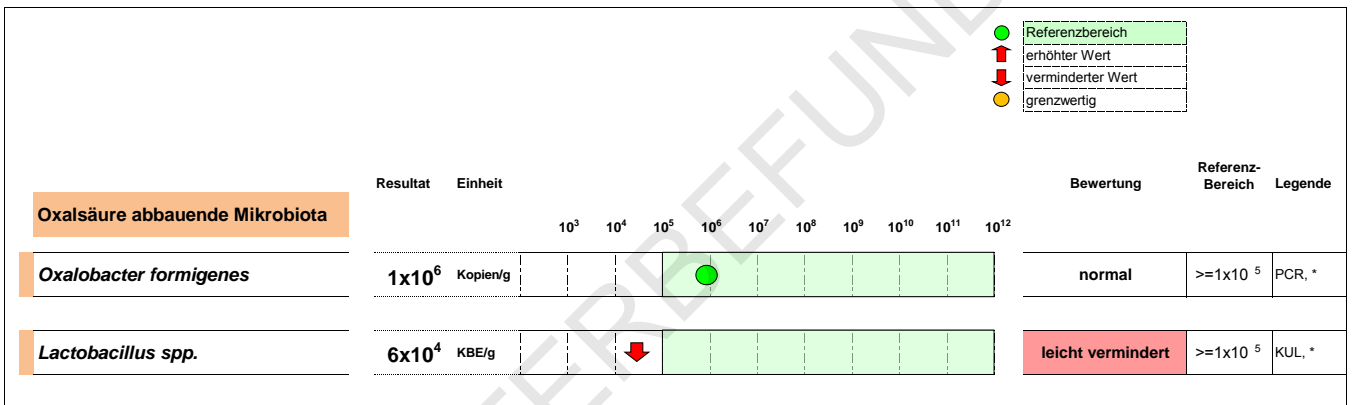 Referenzbereich
erhöhter Wert
verminderter Wert
grenzwertig
Resultat Einheit Bewertung Referenz-Bereich Legende
Oxalsäure abbauende Mikrobiota
10³ 10⁴ 10⁵ 10⁶ 10⁷ 10⁸ 10⁹ 10¹⁰ 10¹¹ 10¹²
Oxalobacter formigenes 1x10⁶ Kopien/g normal >=1x10 ⁵ PCR, *
Lactobacillus spp. 6x10⁴ KBE/g leicht vermindert >=1x10 ⁵ KUL, *
ERBEFUND